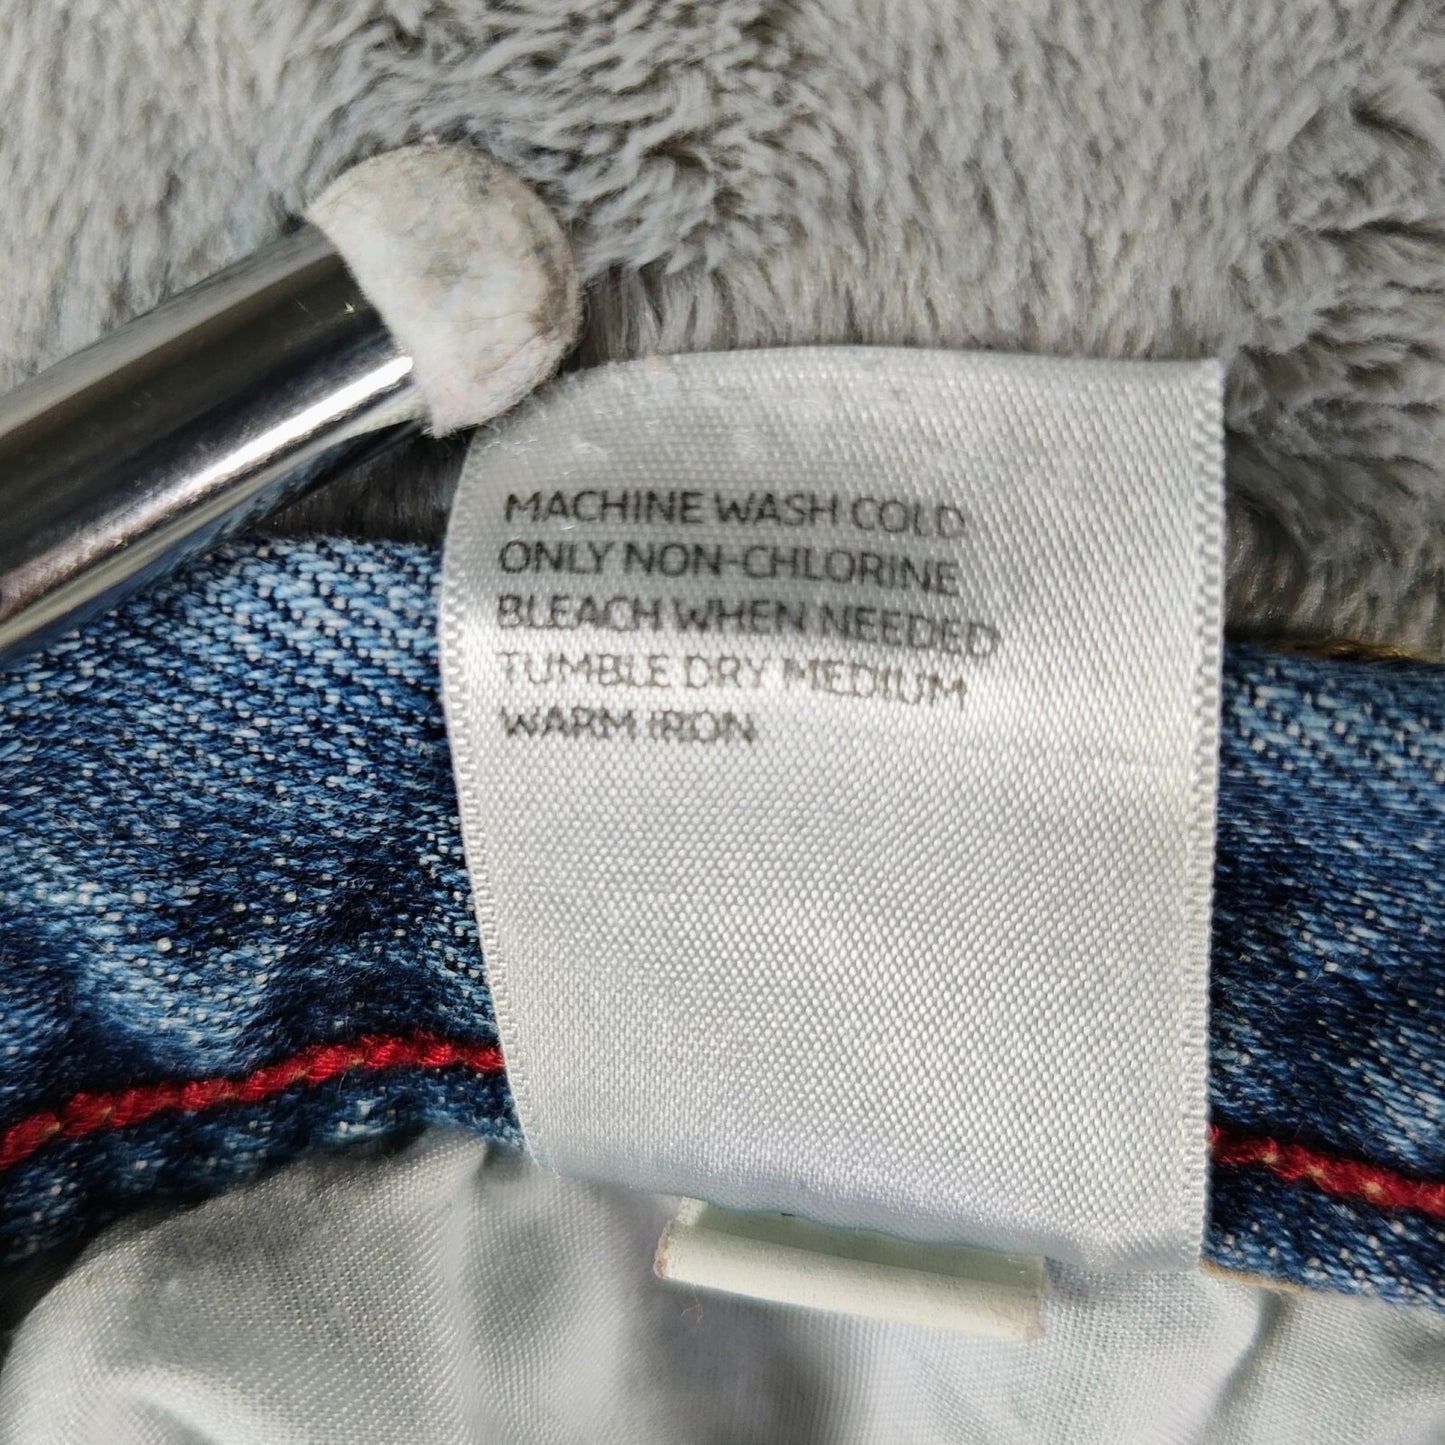 MACHINE WASH COLD
ONLY NON-CHLORINE
BLEACH WHEN NEEDED
TUMBLE DRY MEDIUM
WARM IRON